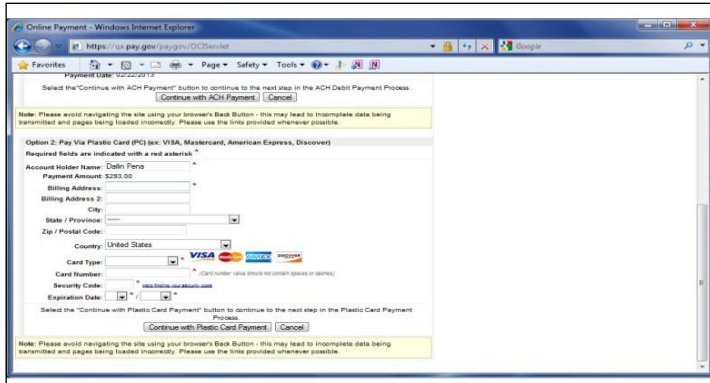 Online Payment - Windows Internet Explorer
https://qa.pay.gov/paygov/OCIServlet
Google
Favorites Page Safety Tools
Payment Date: 02/22/2013
Select the"Continue with ACH Payment" button to continue to the next step in the ACH Debit Payment Process.
Continue with ACH Payment Cancel
Note: Please avoid navigating the site using your browser's Back Button - this may lead to incomplete data being
transmitted and pages being loaded incorrectly. Please use the links provided whenever possible.
Option 2: Pay Via Plastic Card (PC) (ex: VISA, Mastercard, American Express, Discover)
Required fields are indicated with a red asterisk *
Account Holder Name: Dailin Pena *
Payment Amount: $293.00
Billing Address: *
Billing Address 2:
City:
State / Province:
Zip / Postal Code:
Country: United States
Card Type: * VISA AMEX DISCOVER
Card Number: * (Card number value should not contain spaces or dashes)
Security Code: * Help finding your security code
Expiration Date: * / *
Select the "Continue with Plastic Card Payment" button to continue to the next step in the Plastic Card Payment
Process.
Continue with Plastic Card Payment Cancel
Note: Please avoid navigating the site using your browser's Back Button - this may lead to incomplete data being
transmitted and pages being loaded incorrectly. Please use the links provided whenever possible.